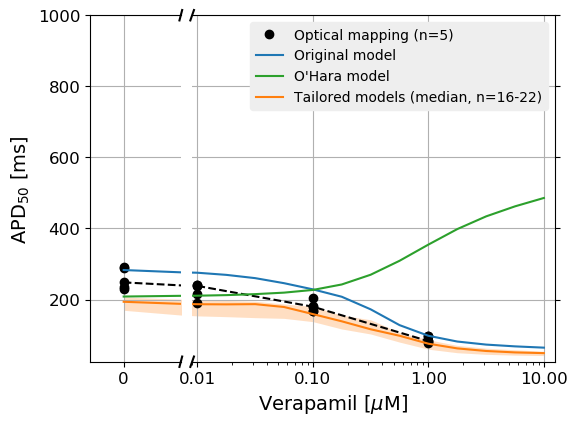 1000
800
600
400
200
APD50 [ms]
Optical mapping (n=5)
Original model
O'Hara model
Tailored models (median, n=16-22)
0
0.01
0.10
1.00
10.00
Verapamil [μM]